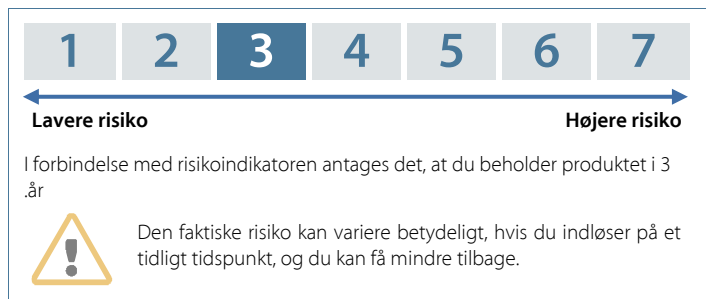 1 2 3 4 5 6 7
Lavere risiko Højere risiko
I forbindelse med risikoindikatoren antages det, at du beholder produktet i 3
.år
Den faktiske risiko kan variere betydeligt, hvis du indløser på et
tidligt tidspunkt, og du kan få mindre tilbage.